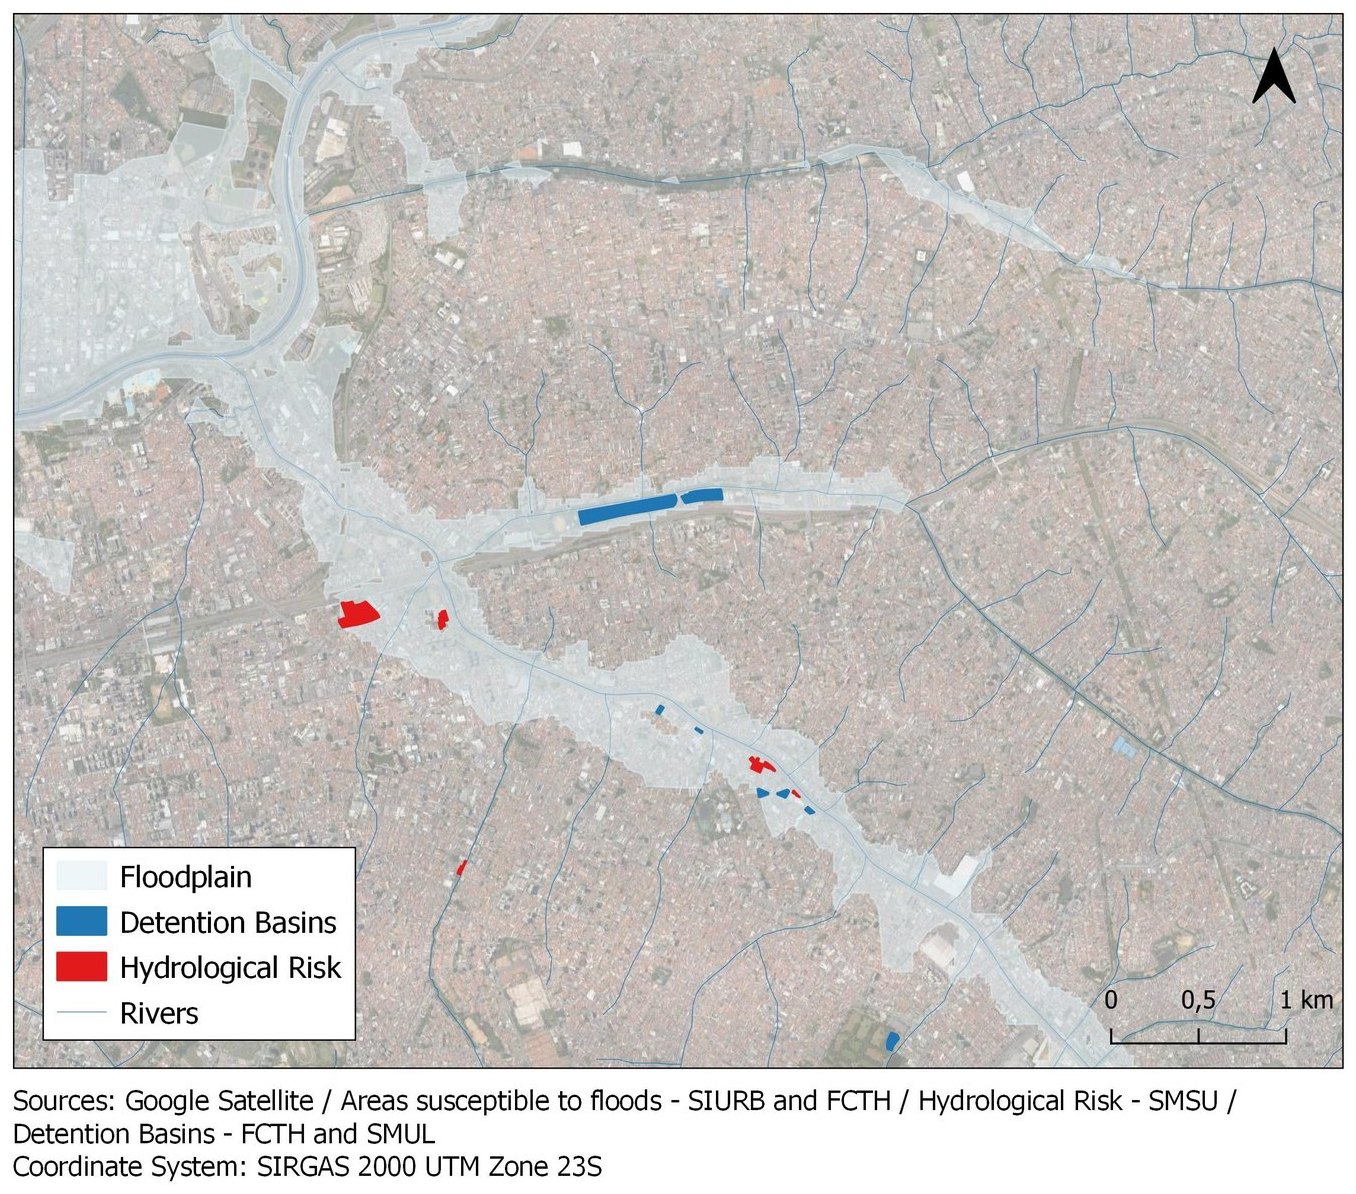 Floodplain
Detention Basins
Hydrological Risk
Rivers
0 0,5 1 km
Sources: Google Satellite / Areas susceptible to floods - SIURB and FCTH / Hydrological Risk - SMSU /
Detention Basins - FCTH and SMUL
Coordinate System: SIRGAS 2000 UTM Zone 23S